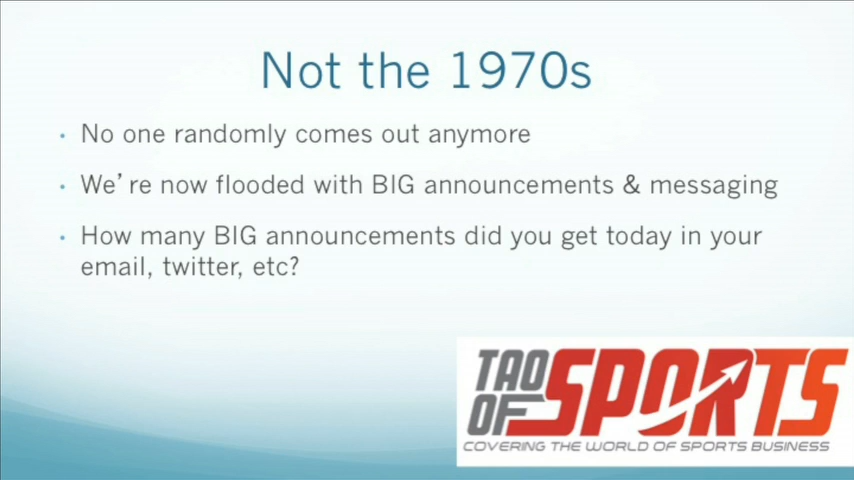 Not the 1970s
• No one randomly comes out anymore
• We're now flooded with BIG announcements & messaging
• How many BIG announcements did you get today in your
email, twitter, etc?
TAO
OF SPORTS
COVERING THE WORLD OF SPORTS BUSINESS